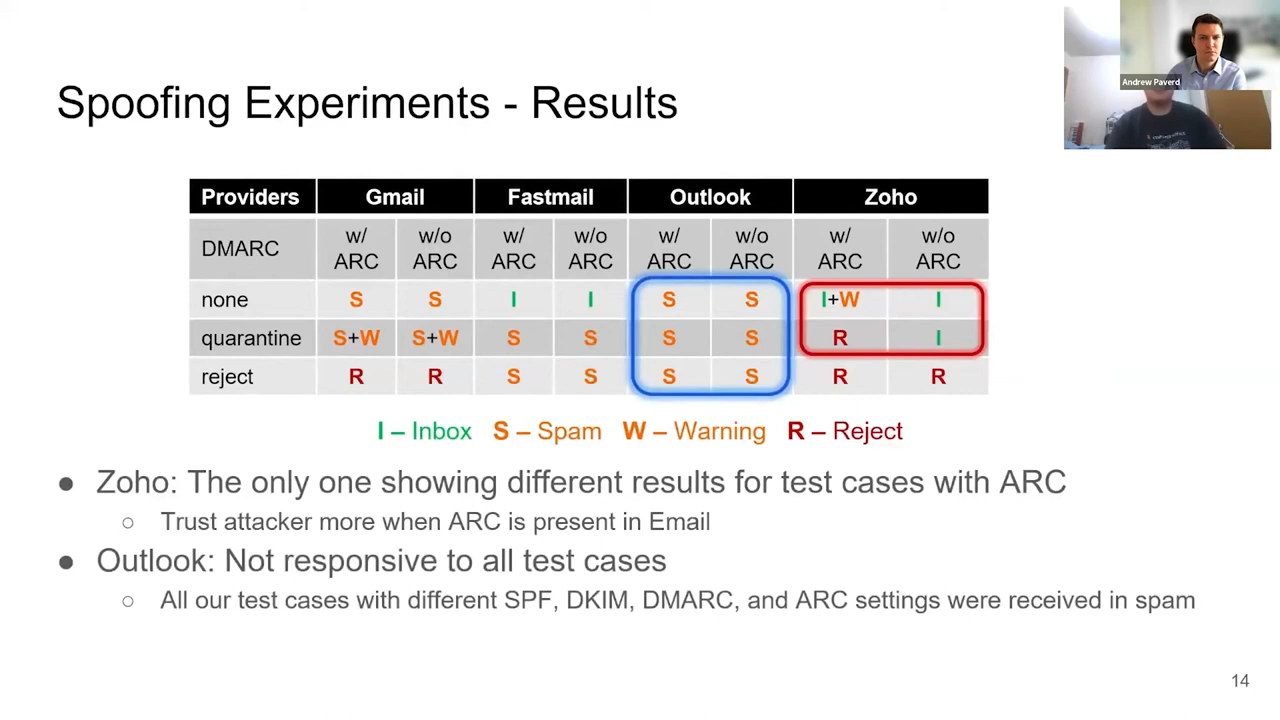 Andrew Paverd
Spoofing Experiments - Results
Providers Gmail Fastmail Outlook Zoho
DMARC w/ ARC w/o ARC w/ ARC w/o ARC w/ ARC w/o ARC w/ ARC w/o ARC
none S S I I S S I+W I
quarantine S+W S+W S S S S R I
reject R R S S S S R R
I – Inbox S – Spam W – Warning R – Reject
● Zoho: The only one showing different results for test cases with ARC
○ Trust attacker more when ARC is present in Email
● Outlook: Not responsive to all test cases
○ All our test cases with different SPF, DKIM, DMARC, and ARC settings were received in spam
14